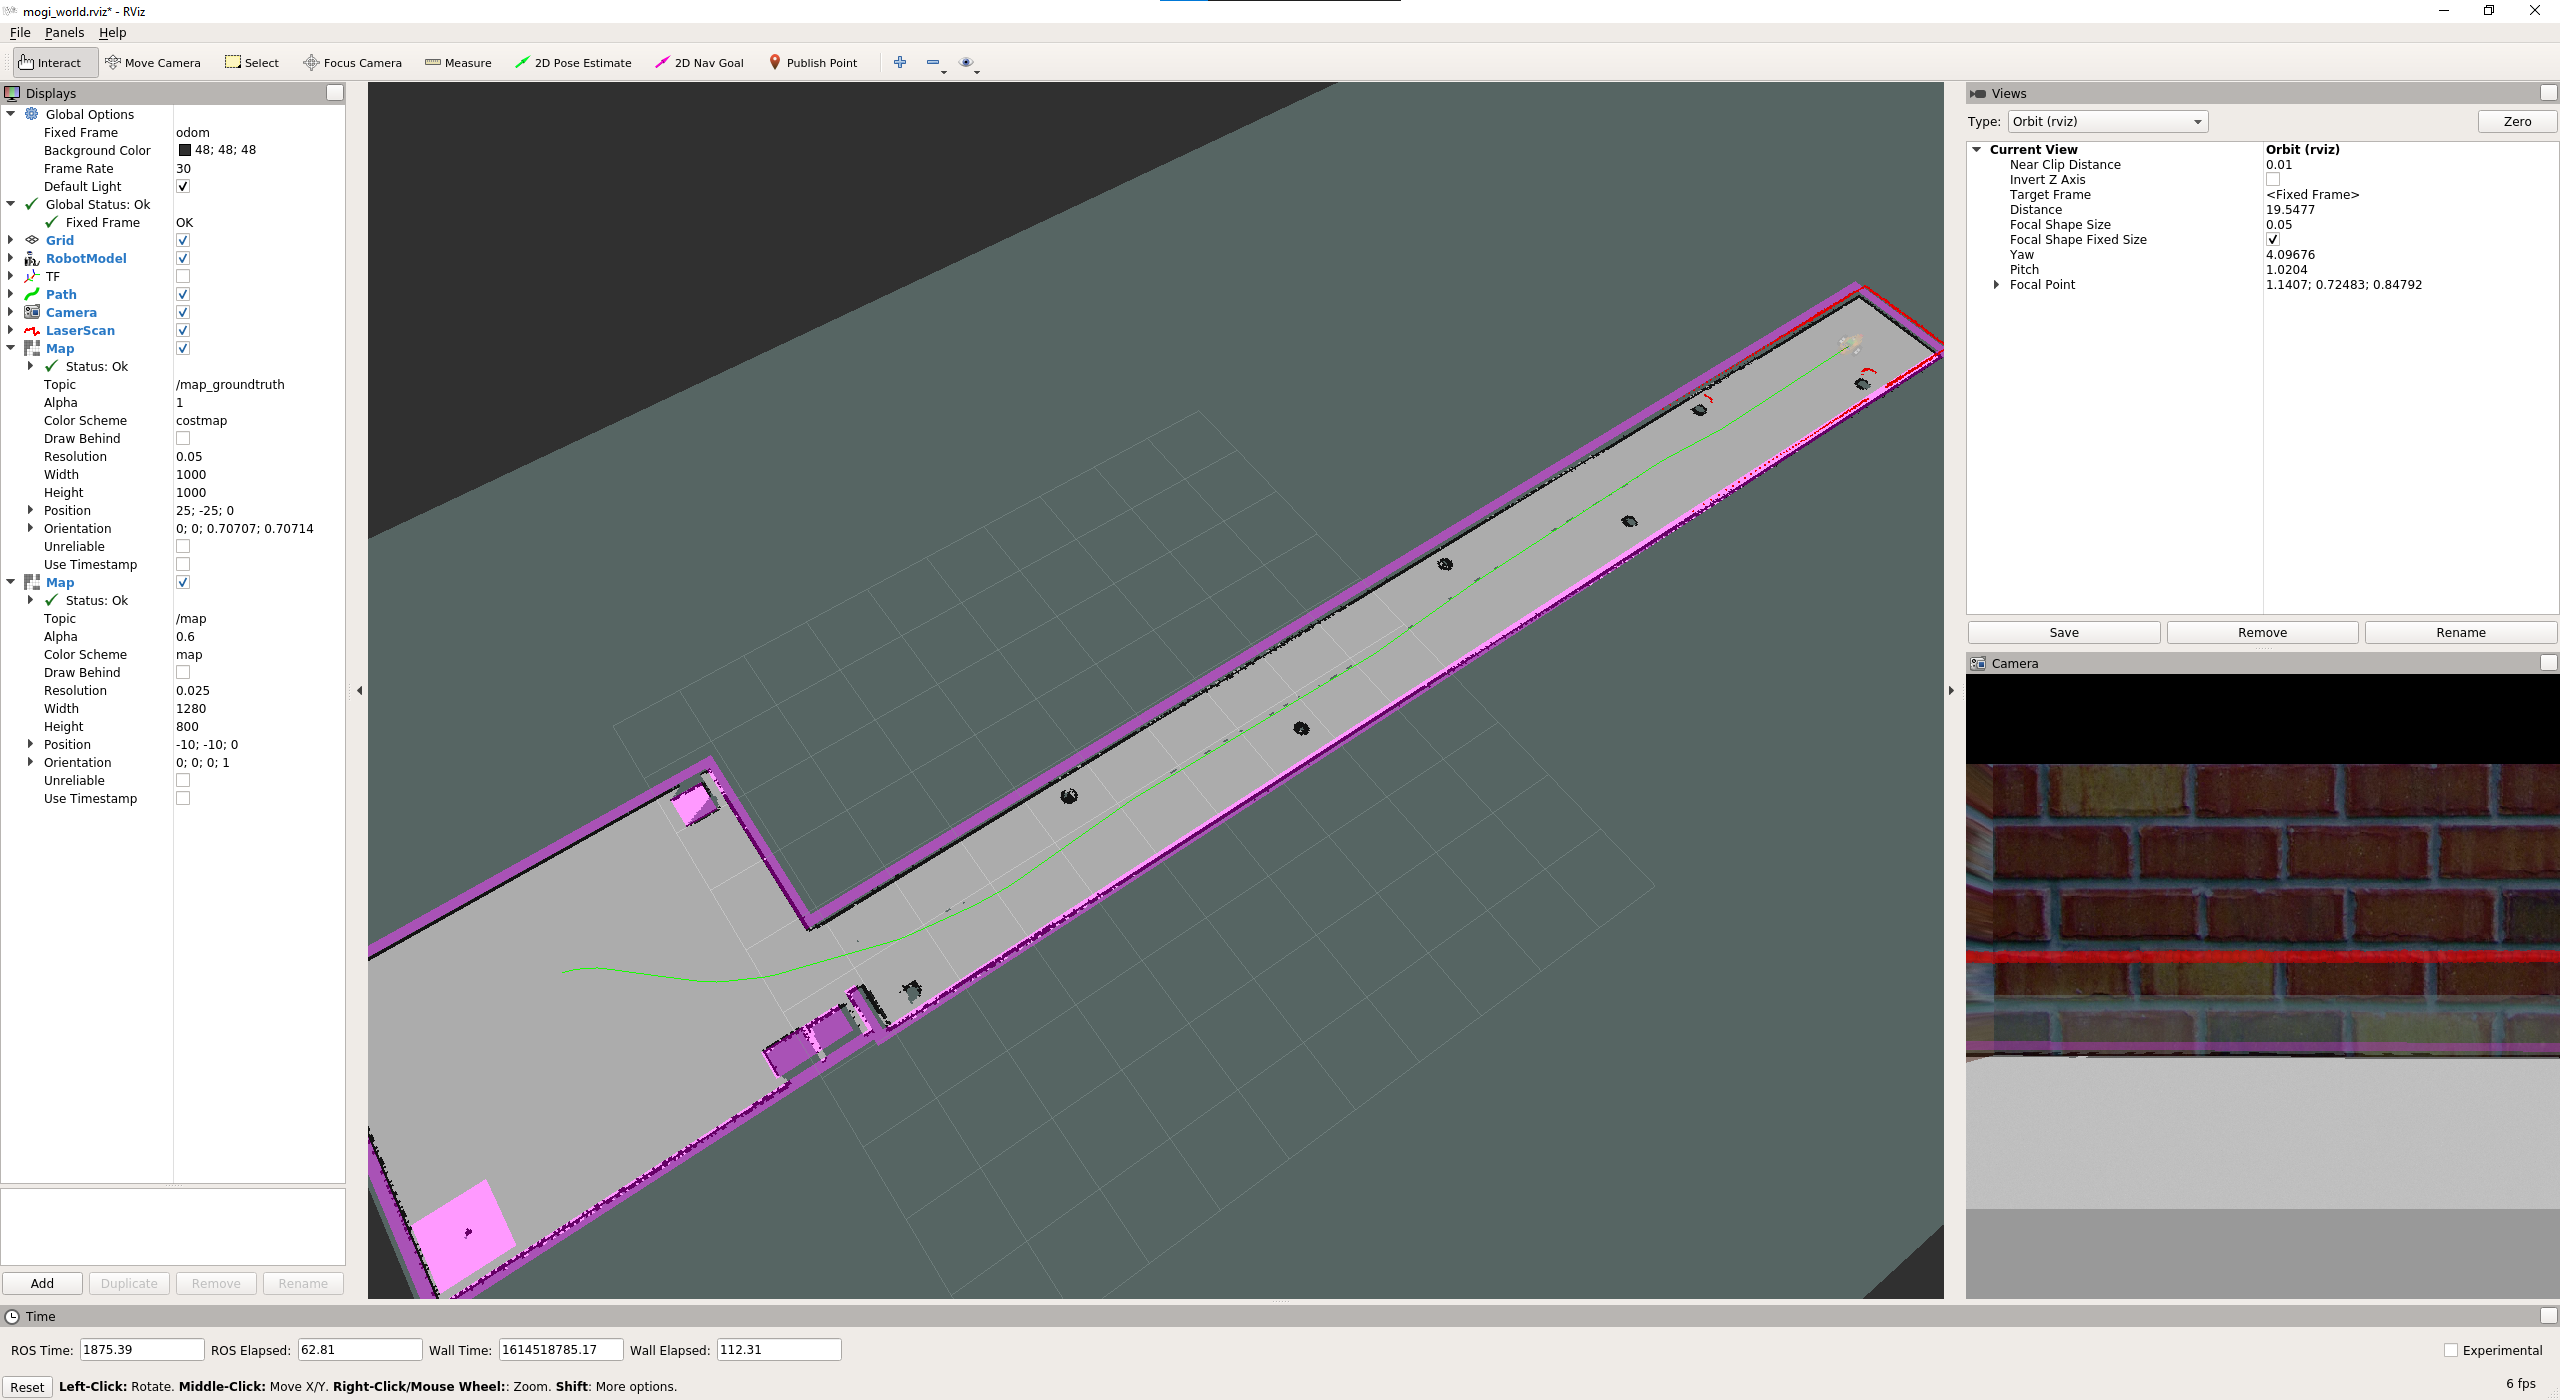 mogi_world.rviz* - RViz
File Panels Help
Interact Move Camera Select Focus Camera Measure 2D Pose Estimate 2D Nav Goal Publish Point
Displays
Global Options
Fixed Frame odom
Background Color 48; 48; 48
Frame Rate 30
Default Light
Global Status: Ok
Fixed Frame OK
Grid
RobotModel
TF
Path
Camera
LaserScan
Map
Status: Ok
Topic /map_groundtruth
Alpha 1
Color Scheme costmap
Draw Behind
Resolution 0.05
Width 1000
Height 1000
Position 25; -25; 0
Orientation 0; 0; 0.70707; 0.70714
Unreliable
Use Timestamp
Map
Status: Ok
Topic /map
Alpha 0.6
Color Scheme map
Draw Behind
Resolution 0.025
Width 1280
Height 800
Position -10; -10; 0
Orientation 0; 0; 0; 1
Unreliable
Use Timestamp
Add Duplicate Remove Rename
Views
Type: Orbit (rviz) Zero
Current View Orbit (rviz)
Near Clip Distance 0.01
Invert Z Axis
Target Frame <Fixed Frame>
Distance 19.5477
Focal Shape Size 0.05
Focal Shape Fixed Size
Yaw 4.09676
Pitch 1.0204
Focal Point 1.1407; 0.72483; 0.84792
Save Remove Rename
Camera
Time
ROS Time: 1875.39 ROS Elapsed: 62.81 Wall Time: 1614518785.17 Wall Elapsed: 112.31 Experimental
Reset Left-Click: Rotate. Middle-Click: Move X/Y. Right-Click/Mouse Wheel:: Zoom. Shift: More options. 6 fps